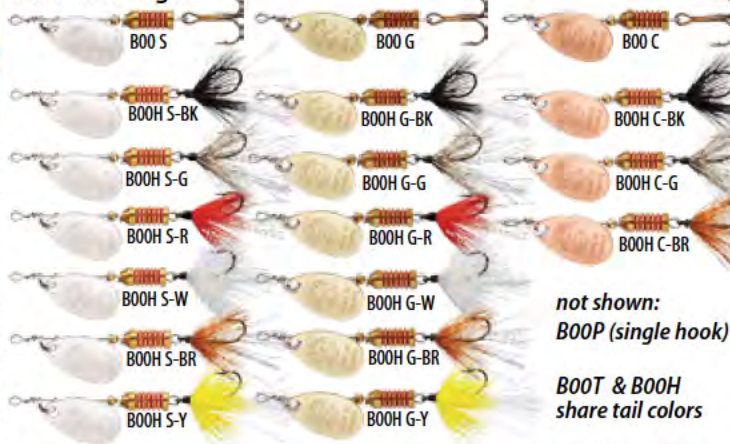 B00 S
B00 G
B00 C
B00H S-BK
B00H G-BK
B00H C-BK
B00H S-G
B00H G-G
B00H C-G
B00H S-R
B00H G-R
B00H C-BR
B00H S-W
B00H G-W
not shown:
B00P (single hook)
B00H S-BR
B00H G-BR
B00T & B00H
share tail colors
B00H S-Y
B00H G-Y